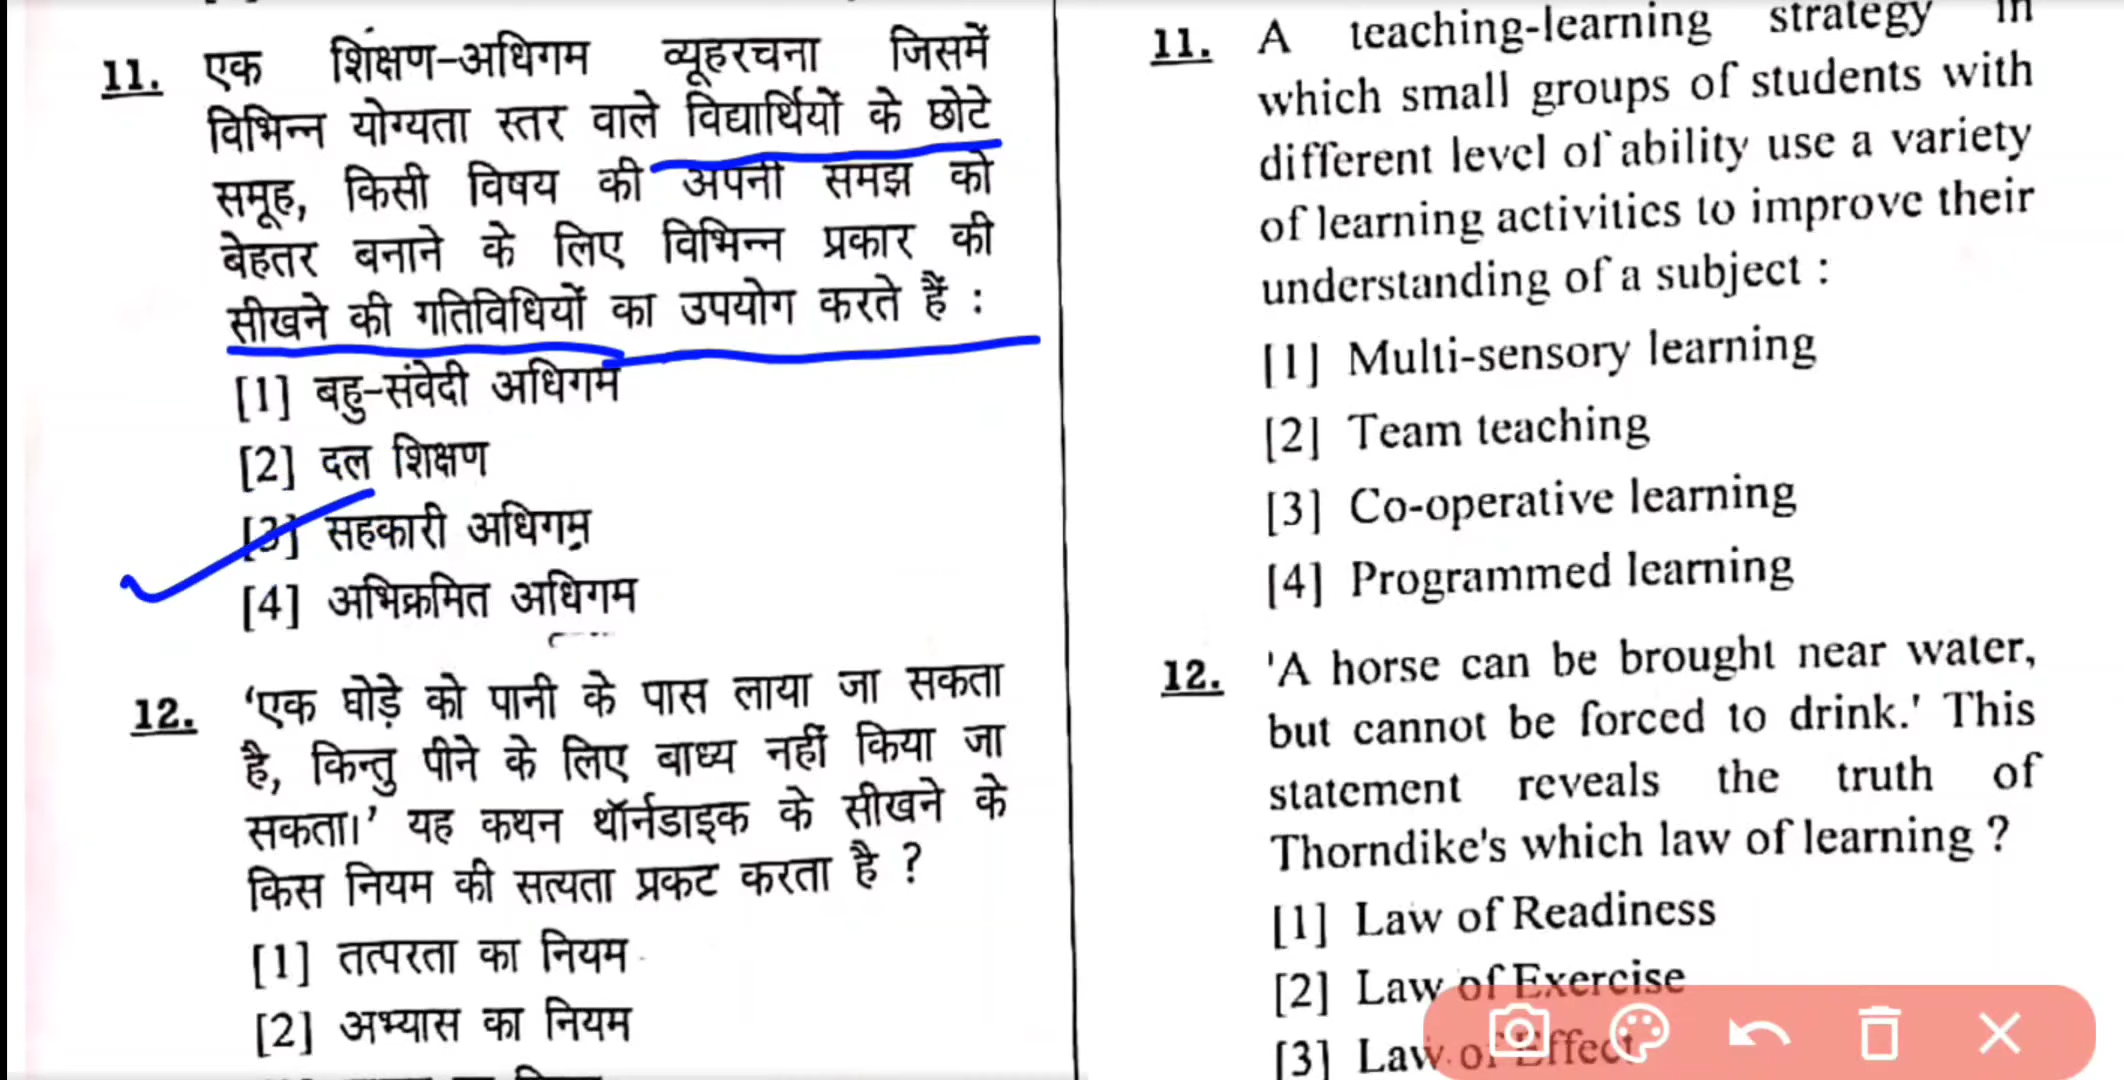 11. एक शिक्षण-अधिगम व्यूहरचना जिसमें
विभिन्न योग्यता स्तर वाले विद्यार्थियों के छोटे
समूह, किसी विषय की अपनी समझ को
बेहतर बनाने के लिए विभिन्न प्रकार की
सीखने की गतिविधियों का उपयोग करते हैं :
[1] बहु-संवेदी अधिगम
[2] दल शिक्षण
[3] सहकारी अधिगम
[4] अभिक्रमित अधिगम
12. ‘एक घोड़े को पानी के पास लाया जा सकता
है, किन्तु पीने के लिए बाध्य नहीं किया जा
सकता।’ यह कथन थॉर्नडाइक के सीखने के
किस नियम की सत्यता प्रकट करता है ?
[1] तत्परता का नियम
[2] अभ्यास का नियम
11. A teaching-learning strategy in
which small groups of students with
different level of ability use a variety
of learning activities to improve their
understanding of a subject :
[1] Multi-sensory learning
[2] Team teaching
[3] Co-operative learning
[4] Programmed learning
12. 'A horse can be brought near water,
but cannot be forced to drink.' This
statement reveals the truth of
Thorndike's which law of learning ?
[1] Law of Readiness
[2] Law of Exercise
[3] Law of Effect